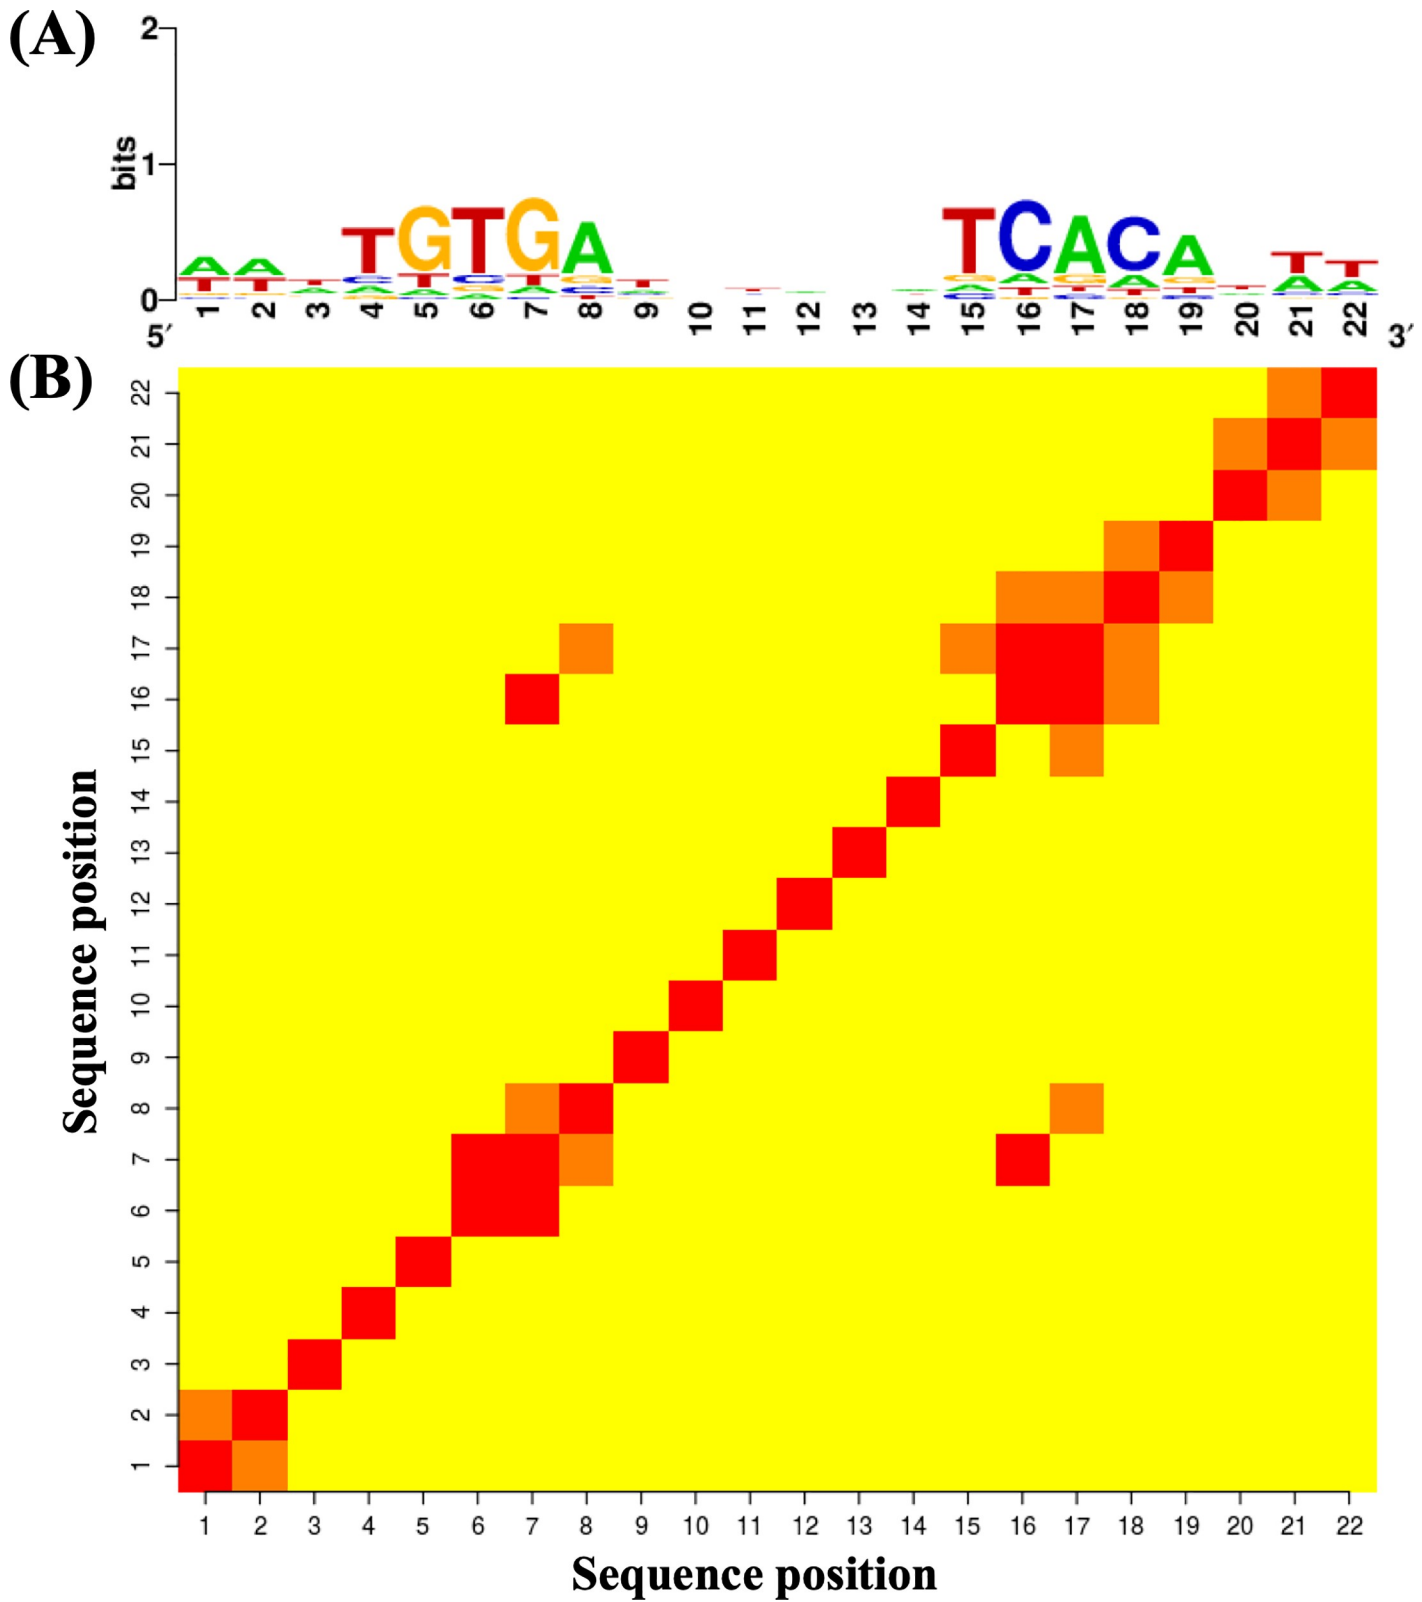 (A)
2
1
0
bits
TGTGA TCACA
AA TT
5′ 1 2 3 4 5 6 7 8 9 10 11 12 13 14 15 16 17 18 19 20 21 22 3′
(B)
22
21
20
19
18
17
16
15
14
13
12
11
10
9
8
7
6
5
4
3
2
1
Sequence position
1 2 3 4 5 6 7 8 9 10 11 12 13 14 15 16 17 18 19 20 21 22
Sequence position